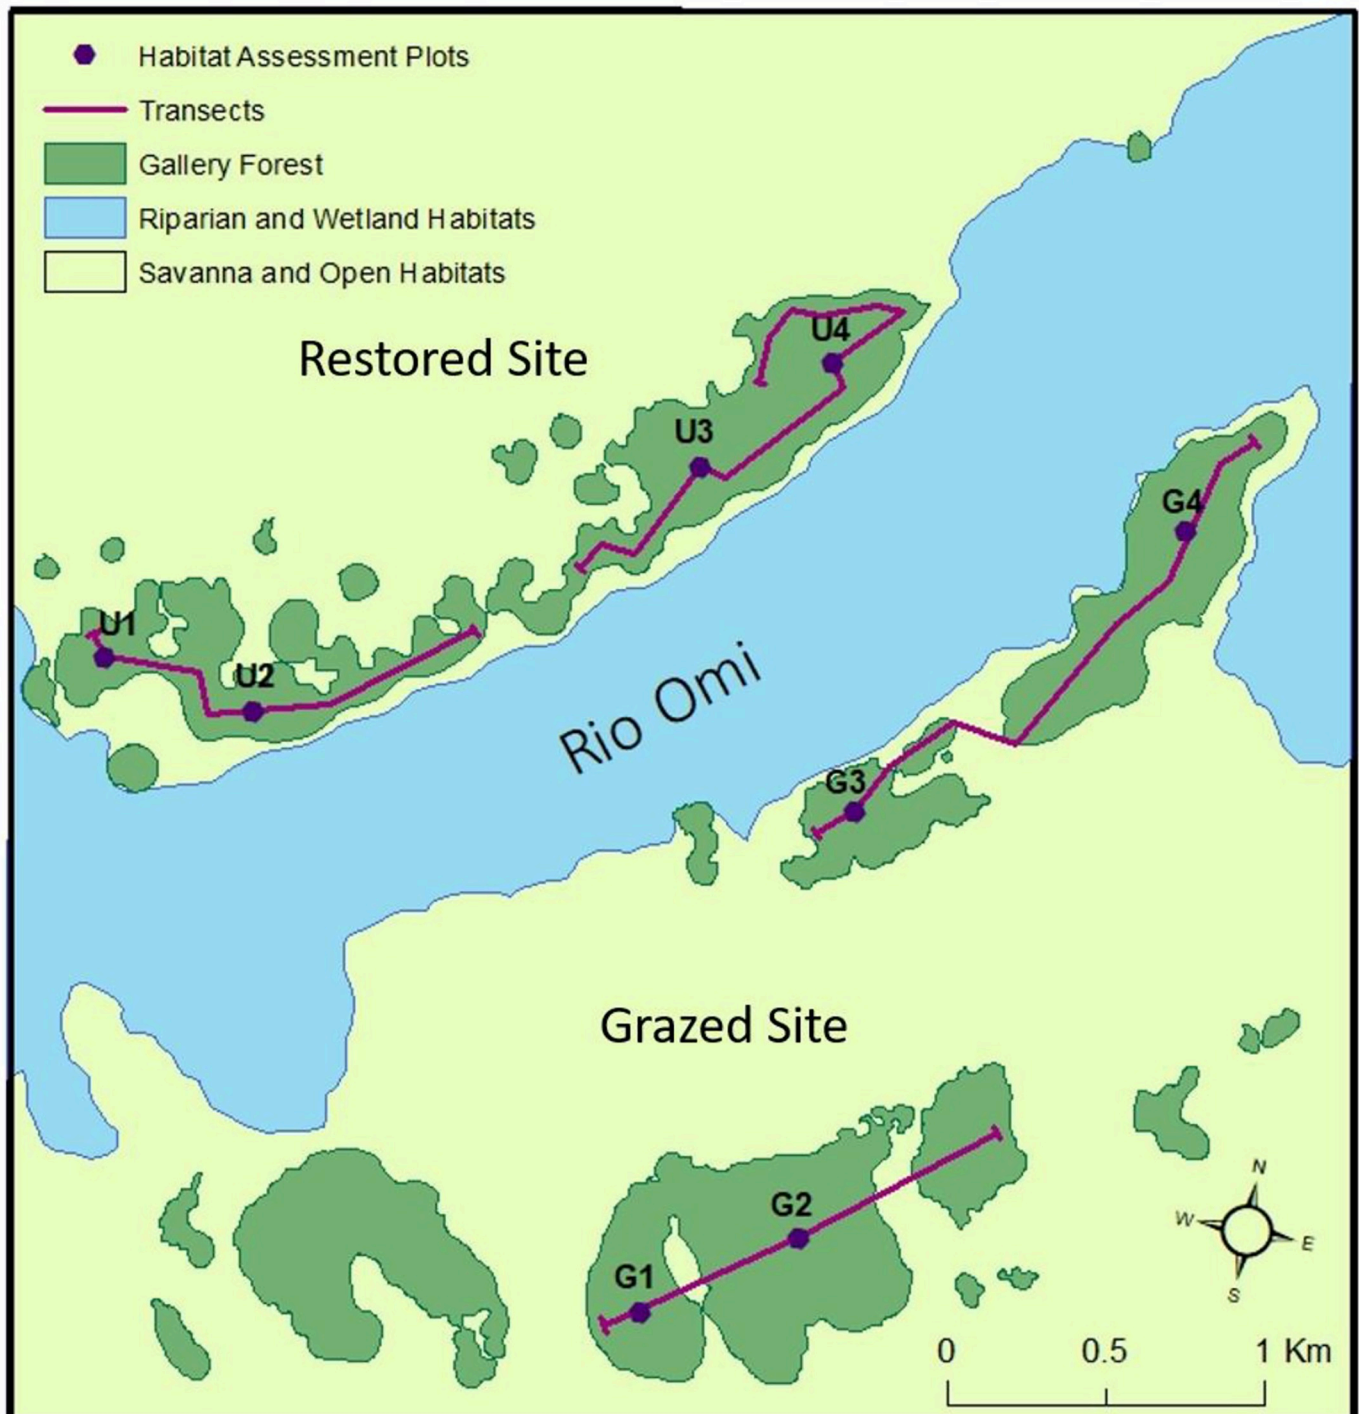 Habitat Assessment Plots
Transects
Gallery Forest
Riparian and Wetland Habitats
Savanna and Open Habitats
Restored Site
U4
U3
G4
U1
U2
Rio Omi
G3
Grazed Site
N
W
E
S
G2
G1
0 0.5 1 Km